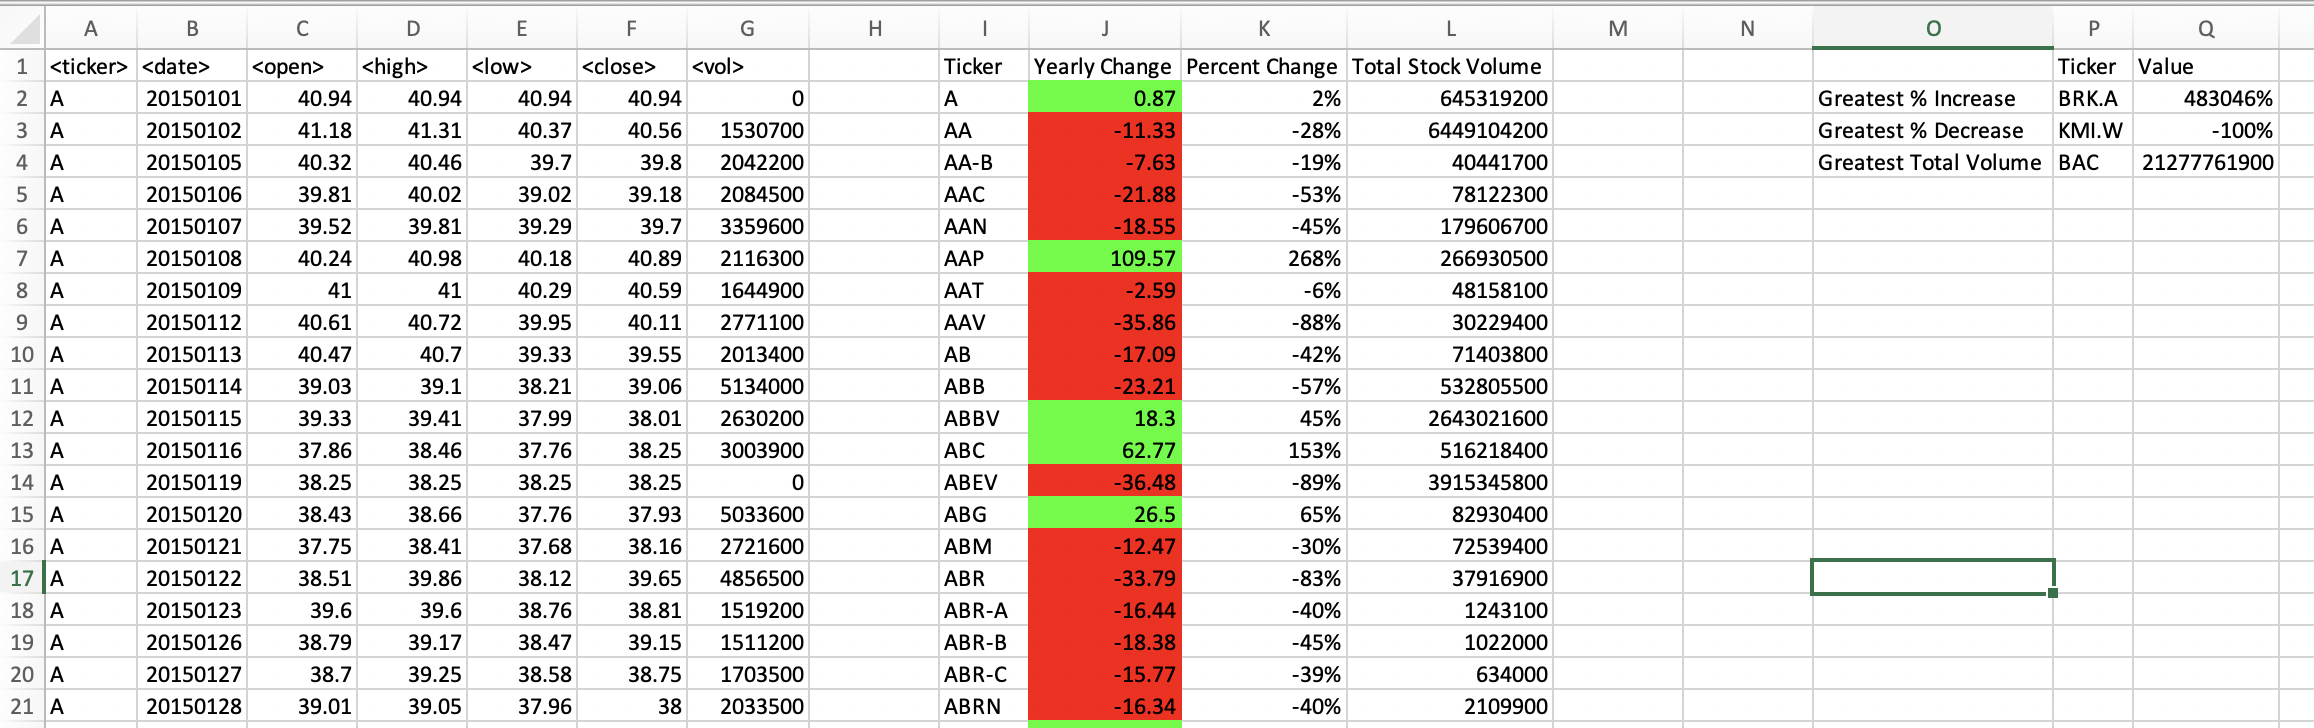 A B C D E F G H I J K L M N O P Q
1 <ticker> <date> <open> <high> <low> <close> <vol> Ticker Yearly Change Percent Change Total Stock Volume Ticker Value
2 A 20150101 40.94 40.94 40.94 40.94 0 A 0.87 2% 645319200 Greatest % Increase BRK.A 483046%
3 A 20150102 41.18 41.31 40.37 40.56 1530700 AA -11.33 -28% 6449104200 Greatest % Decrease KMI.W -100%
4 A 20150105 40.32 40.46 39.7 39.8 2042200 AA-B -7.63 -19% 40441700 Greatest Total Volume BAC 21277761900
5 A 20150106 39.81 40.02 39.02 39.18 2084500 AAC -21.88 -53% 78122300
6 A 20150107 39.52 39.81 39.29 39.7 3359600 AAN -18.55 -45% 179606700
7 A 20150108 40.24 40.98 40.18 40.89 2116300 AAP 109.57 268% 266930500
8 A 20150109 41 41 40.29 40.59 1644900 AAT -2.59 -6% 48158100
9 A 20150112 40.61 40.72 39.95 40.11 2771100 AAV -35.86 -88% 30229400
10 A 20150113 40.47 40.7 39.33 39.55 2013400 AB -17.09 -42% 71403800
11 A 20150114 39.03 39.1 38.21 39.06 5134000 ABB -23.21 -57% 532805500
12 A 20150115 39.33 39.41 37.99 38.01 2630200 ABBV 18.3 45% 2643021600
13 A 20150116 37.86 38.46 37.76 38.25 3003900 ABC 62.77 153% 516218400
14 A 20150119 38.25 38.25 38.25 38.25 0 ABEV -36.48 -89% 3915345800
15 A 20150120 38.43 38.66 37.76 37.93 5033600 ABG 26.5 65% 82930400
16 A 20150121 37.75 38.41 37.68 38.16 2721600 ABM -12.47 -30% 72539400
17 A 20150122 38.51 39.86 38.12 39.65 4856500 ABR -33.79 -83% 37916900
18 A 20150123 39.6 39.6 38.76 38.81 1519200 ABR-A -16.44 -40% 1243100
19 A 20150126 38.79 39.17 38.47 39.15 1511200 ABR-B -18.38 -45% 1022000
20 A 20150127 38.7 39.25 38.58 38.75 1703500 ABR-C -15.77 -39% 634000
21 A 20150128 39.01 39.05 37.96 38 2033500 ABRN -16.34 -40% 2109900